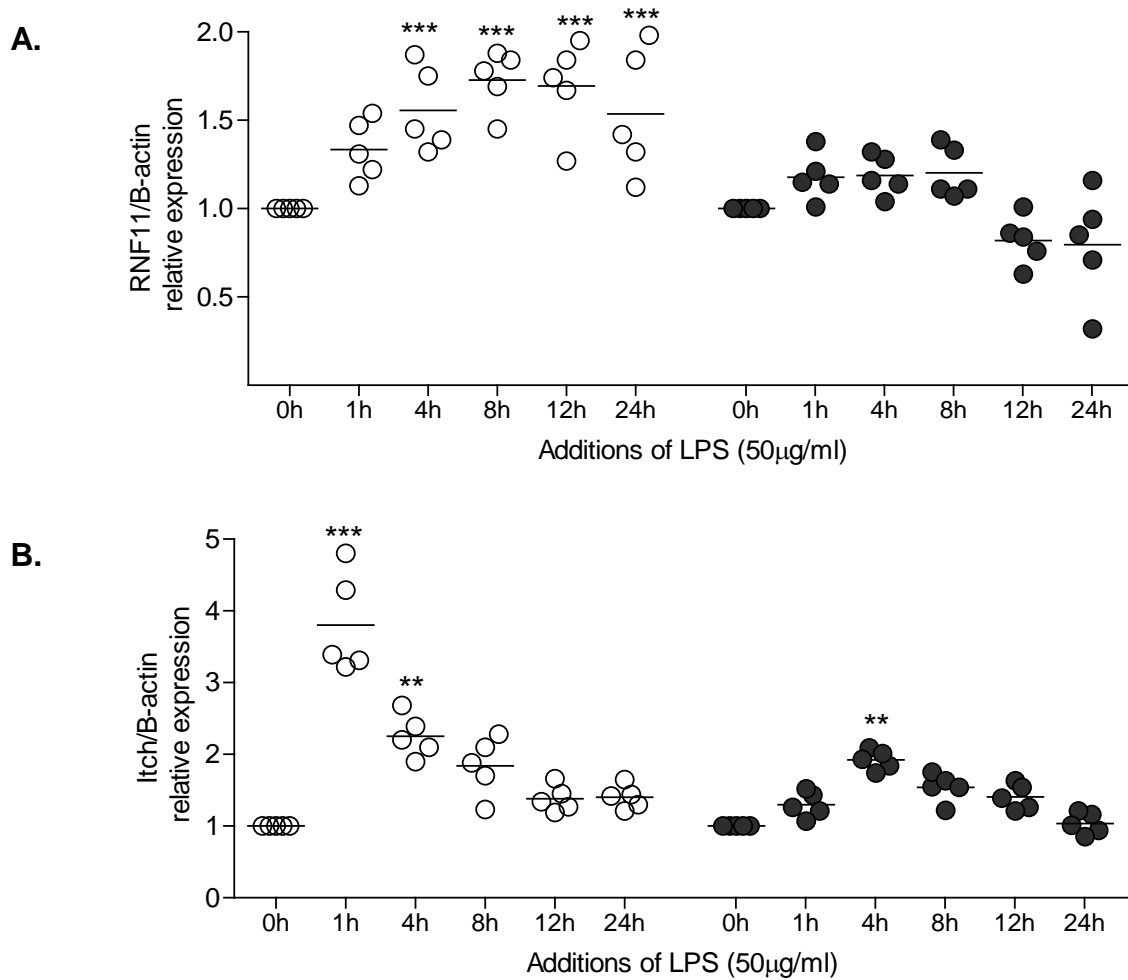 A.
*** *** *** ***
2.0
1.5
1.0
0.5
RNF11/B-actin
relative expression
0h 1h 4h 8h 12h 24h 0h 1h 4h 8h 12h 24h
Additions of LPS (50µg/ml)
B.
***
**
**
5
4
3
2
1
0
Itch/B-actin
relative expression
0h 1h 4h 8h 12h 24h 0h 1h 4h 8h 12h 24h
Additions of LPS (50µg/ml)